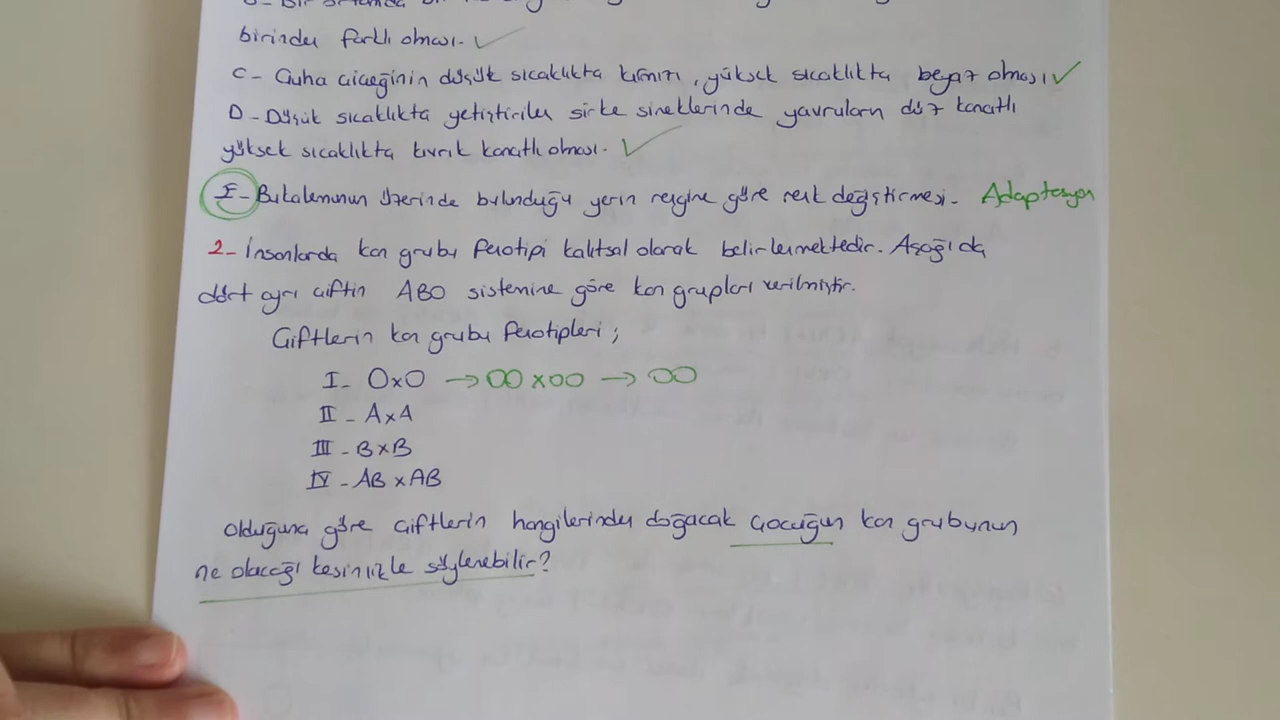 birinden farklı olması. ✓
C- Çuha çiçeğinin düşük sıcaklıkta kırmızı, yüksek sıcaklıkta beyaz olması ✓
D- Düşük sıcaklıkta yetiştirilen sirke sineklerinde yavruların düz kanatlı
yüksek sıcaklıkta kıvrık kanatlı olması. ✓
E- Bukalemunun üzerinde bulunduğu yerin rengine göre renk değiştirmesi. Adaptasyon
2- İnsanlarda kan grubu fenotipi kalıtsal olarak belirlenmektedir. Aşağıda
dört ayrı çiftin ABO sistemine göre kan grupları verilmiştir.
Çiftlerin kan grubu fenotipleri;
I- OxO → OO x OO → OO
II - AxA
III - BxB
IV - AB x AB
olduğuna göre çiftlerin hangilerinden doğacak çocuğun kan grubunun
ne olacağı kesinlikle söylenebilir?